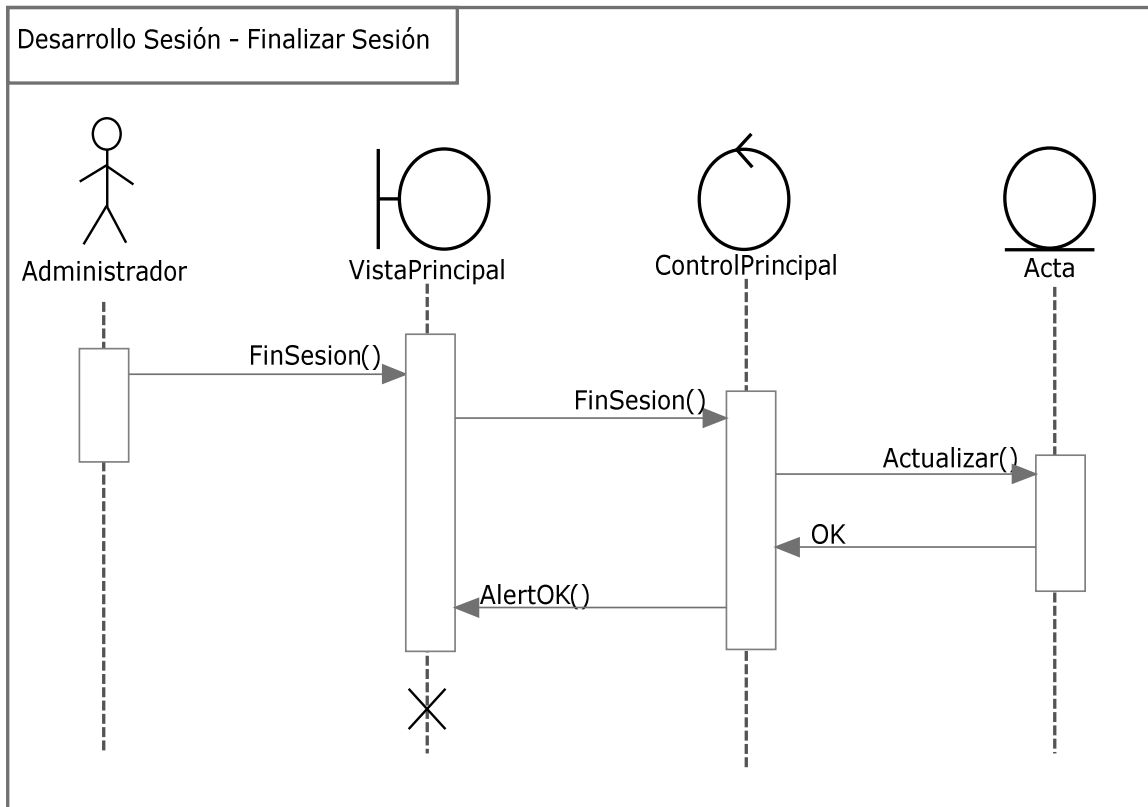 Desarrollo Sesión - Finalizar Sesión
Administrador
VistaPrincipal
ControlPrincipal
Acta
FinSesion()
FinSesion()
Actualizar()
OK
AlertOK()